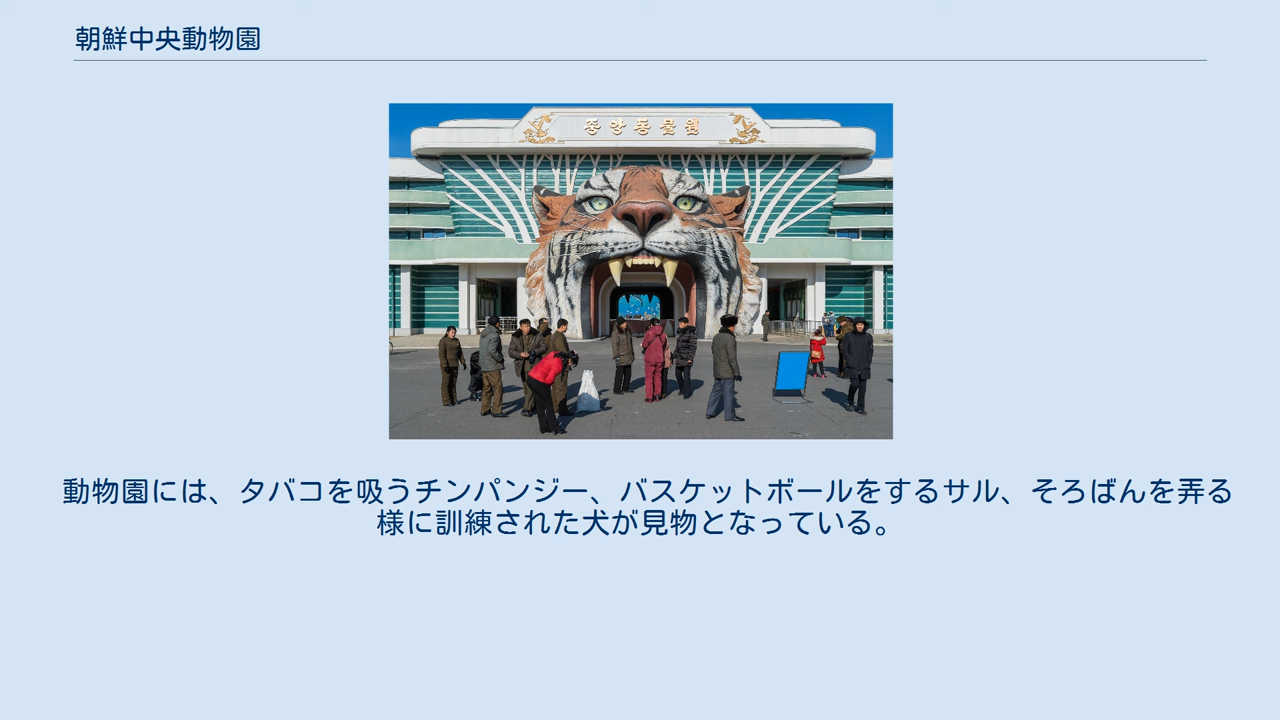 朝鮮中央動物園
중앙동물원
動物園には、タバコを吸うチンパンジー、バスケットボールをするサル、そろばんを弄る
様に訓練された犬が見物となっている。